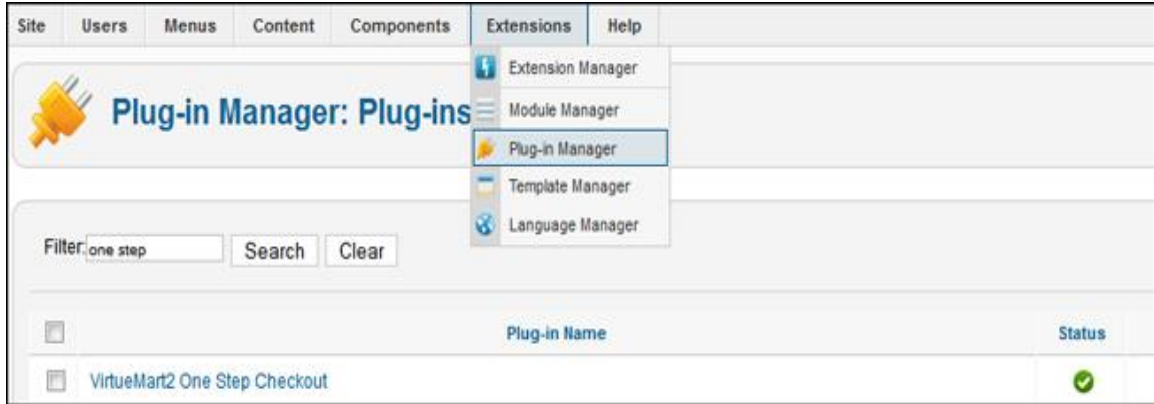 Site Users Menus Content Components Extensions Help
Extension Manager
Plug-in Manager: Plug-ins
Module Manager
Plug-in Manager
Template Manager
Language Manager
Filter: one step Search Clear
Plug-in Name Status
VirtueMart2 One Step Checkout